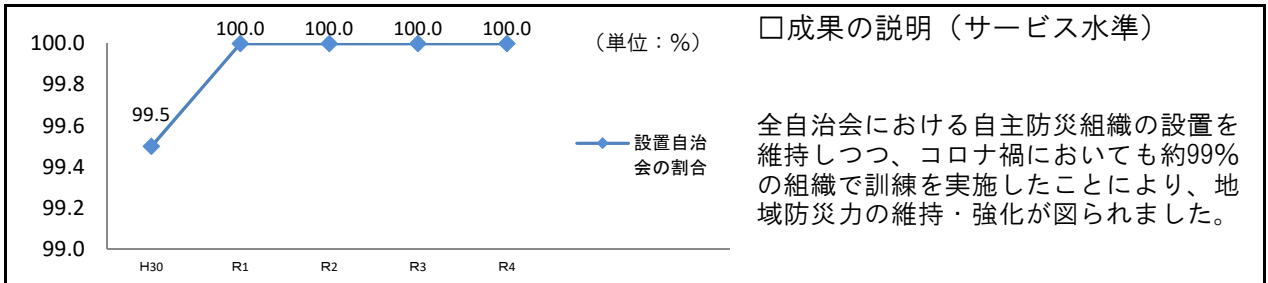 100.0 100.0 100.0 100.0
100.0
99.8
99.6
99.4
99.2
99.0
99.5
H30 R1 R2 R3 R4
（単位：％）
設置自治
会の割合
□成果の説明（サービス水準）
全自治会における自主防災組織の設置を
維持しつつ、コロナ禍においても約99%
の組織で訓練を実施したことにより、地
域防災力の維持・強化が図られました。